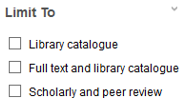 Limit To
Library catalogue
Full text and library catalogue
Scholarly and peer review